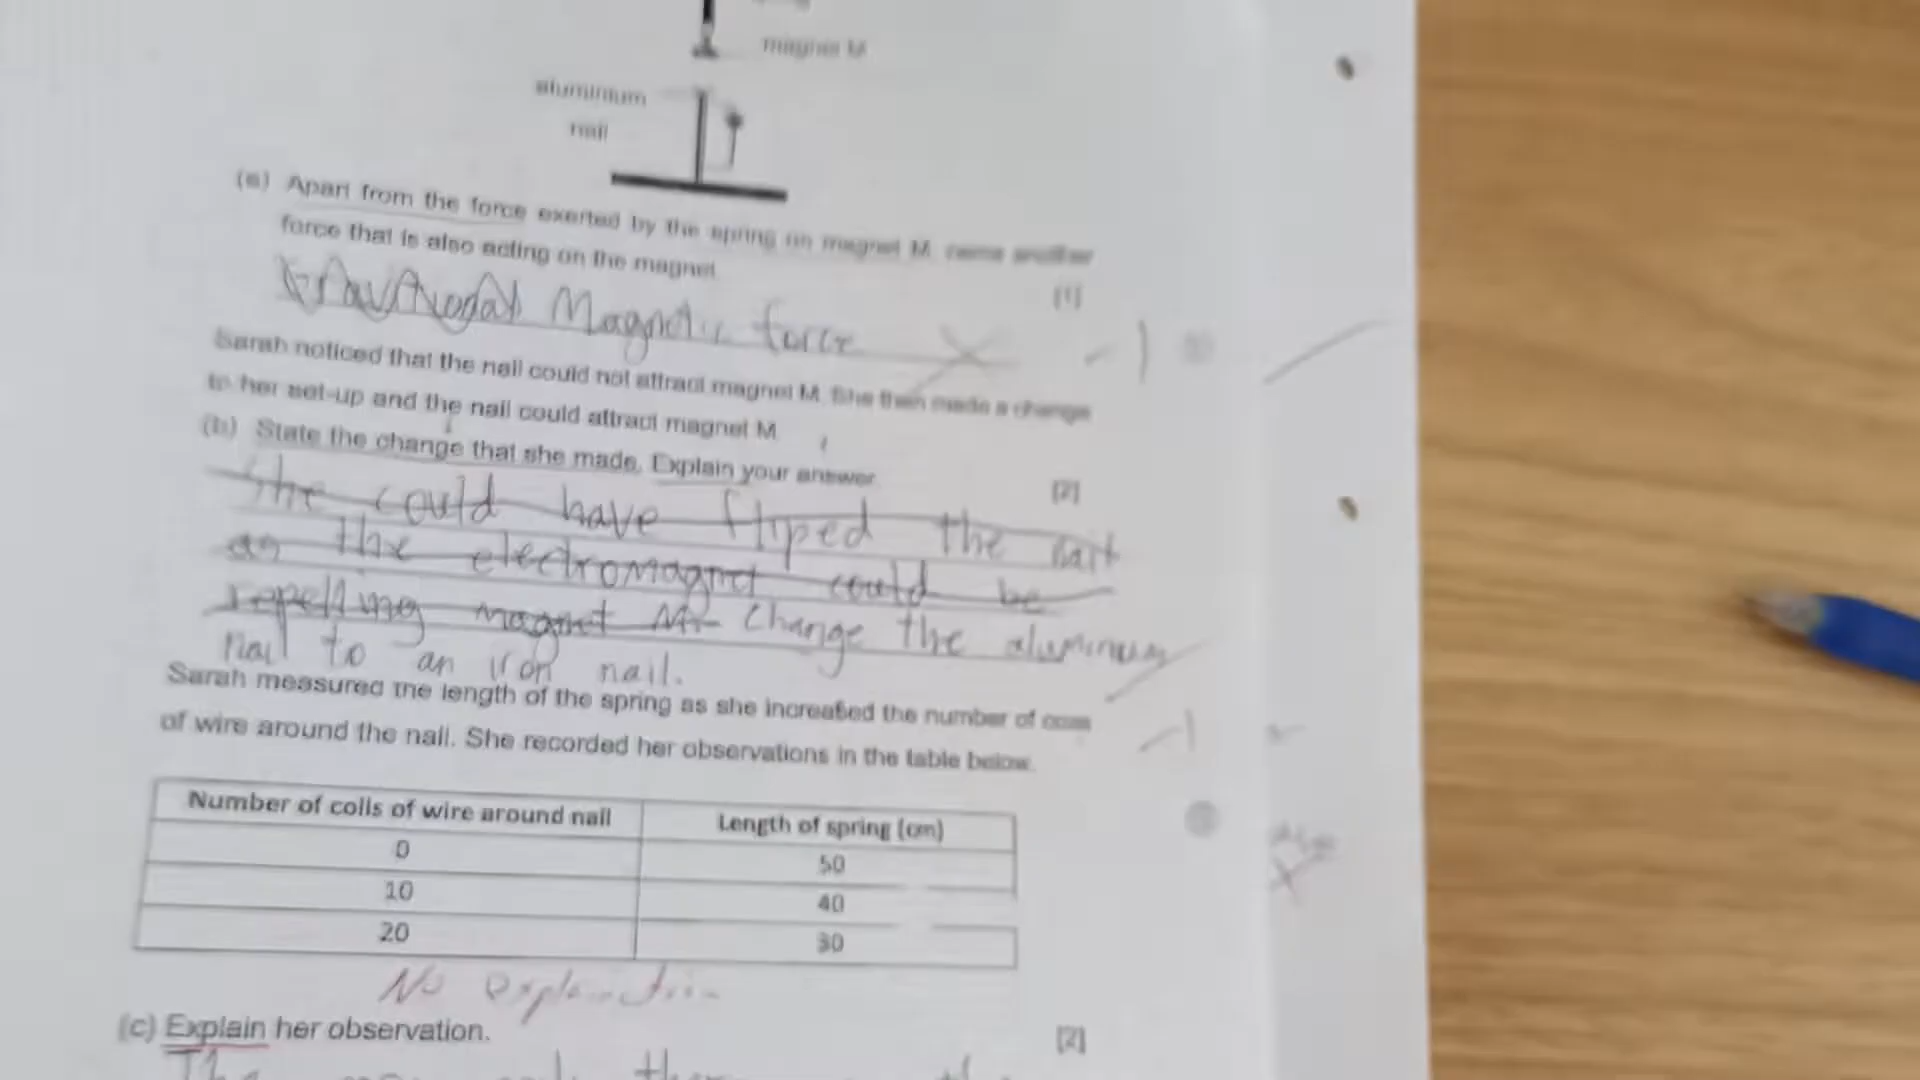 magnet M
aluminium
nail
(a) Apart from the force exerted by the spring on magnet M, name another
force that is also acting on the magnet.
[1]
Magnetic force
-1
Sarah noticed that the nail could not attract magnet M. She then made a change
to her set-up and the nail could attract magnet M.
(b) State the change that she made. Explain your answer.
[2]
She could have fliped the
as the electromagnet could be
repelling magnet M. Change the aluminium
nail to an iron nail.
Sarah measured the length of the spring as she increased the number of coils
of wire around the nail. She recorded her observations in the table below.
-1
Number of coils of wire around nail Length of spring (cm)
0 50
10 40
20 30
No
(c) Explain her observation.
[2]
The